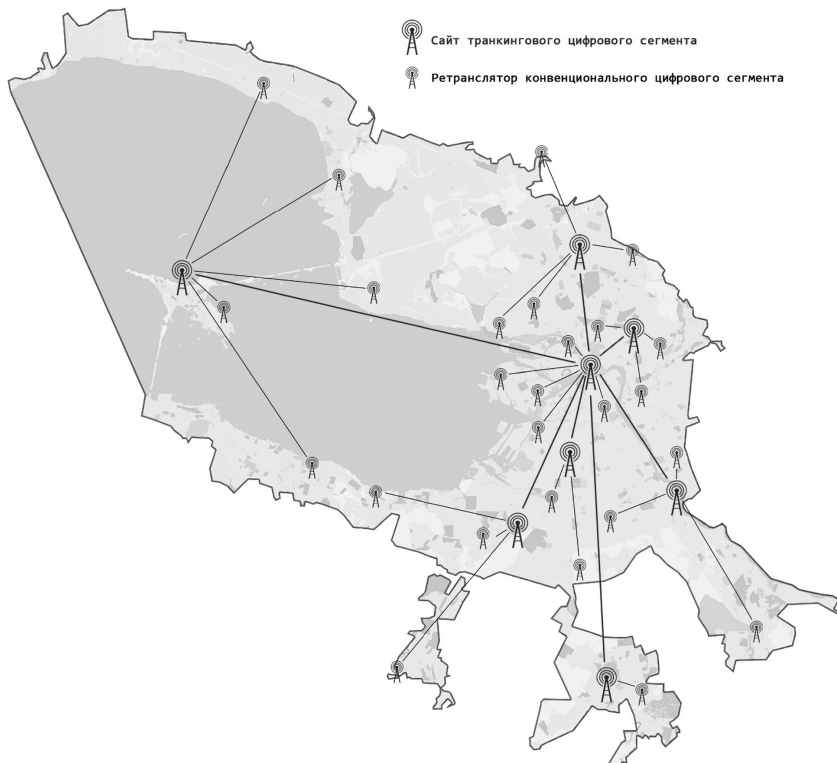 Сайт транкингового цифрового сегмента
Ретранслятор конвенционального цифрового сегмента